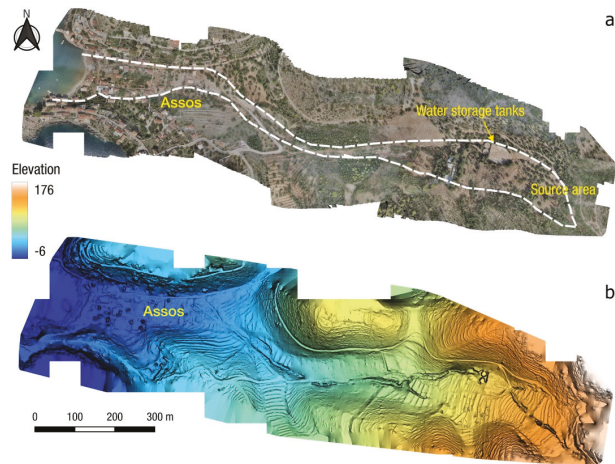 N
a
Assos
Water storage tanks
Source area
Elevation
176
-6
b
Assos
0 100 200 300 m